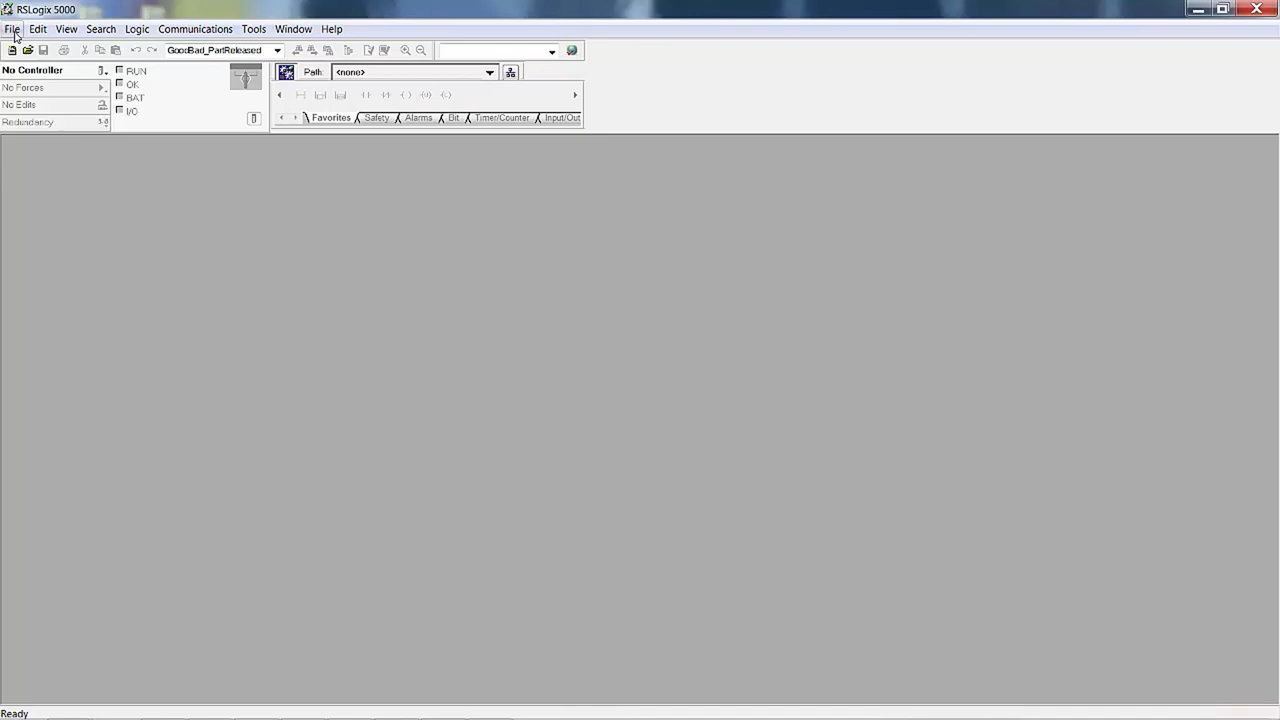 RSLogix 5000
File Edit View Search Logic Communications Tools Window Help
GoodBad_PartReleased
No Controller
RUN
Path: <none>
No Forces
OK
No Edits
BAT
Redundancy
I/O
Favorites Safety Alarms Bit Timer/Counter Input/Out
Ready